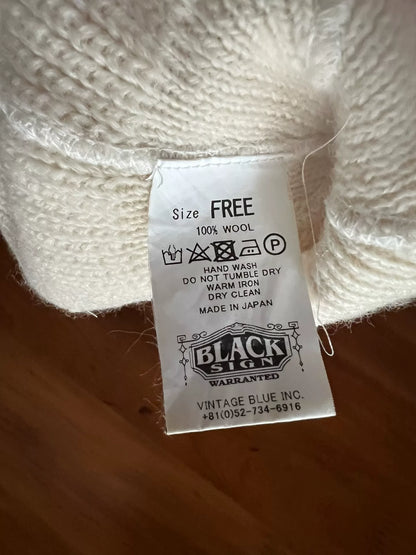 Size FREE
100% WOOL
P
HAND WASH
DO NOT TUMBLE DRY
WARM IRON
DRY CLEAN
MADE IN JAPAN
BLACK
SIGN
WARRANTED
VINTAGE BLUE INC.
+81(0)52-734-6916